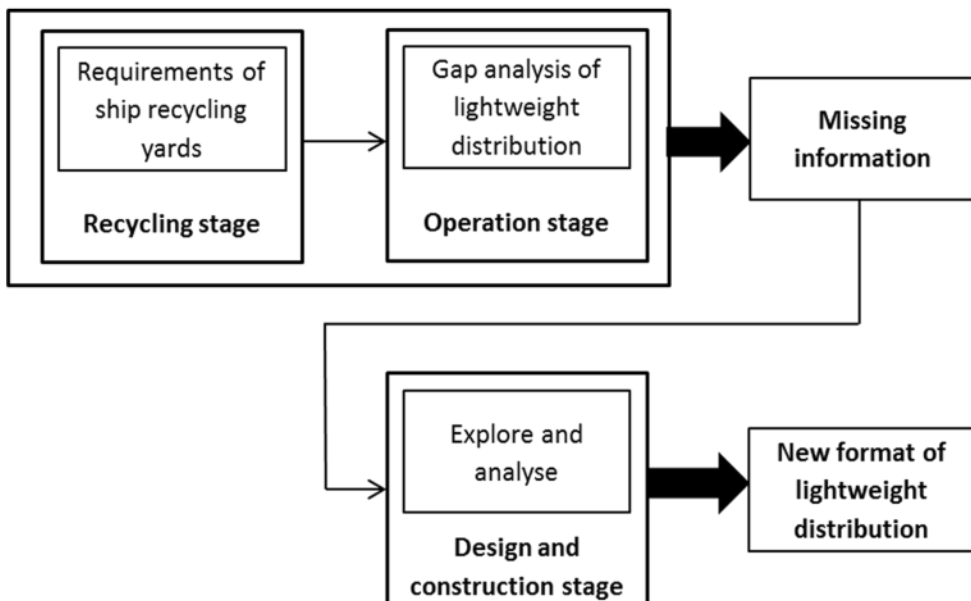 Requirements of
ship recycling
yards
Recycling stage
Gap analysis of
lightweight
distribution
Operation stage
Missing
information
Explore and
analyse
Design and
construction stage
New format of
lightweight
distribution